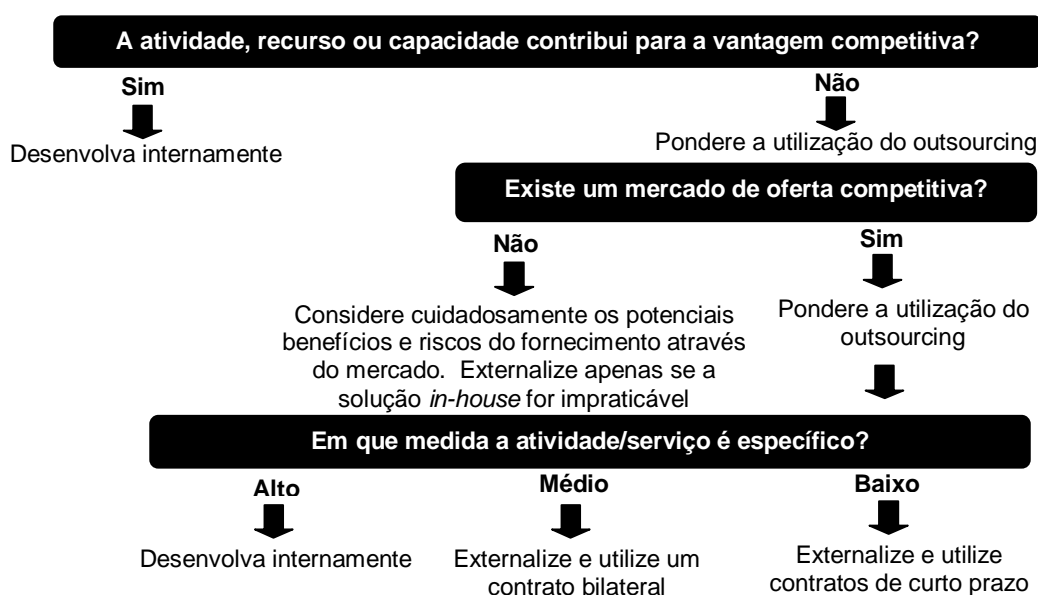 A atividade, recurso ou capacidade contribui para a vantagem competitiva?
Sim
Não
Desenvolva internamente
Pondere a utilização do outsourcing
Existe um mercado de oferta competitiva?
Não
Sim
Considere cuidadosamente os potenciais
benefícios e riscos do fornecimento através
do mercado. Externalize apenas se a
solução in-house for impraticável
Pondere a utilização do
outsourcing
Em que medida a atividade/serviço é específico?
Alto
Médio
Baixo
Desenvolva internamente
Externalize e utilize um
contrato bilateral
Externalize e utilize
contratos de curto prazo